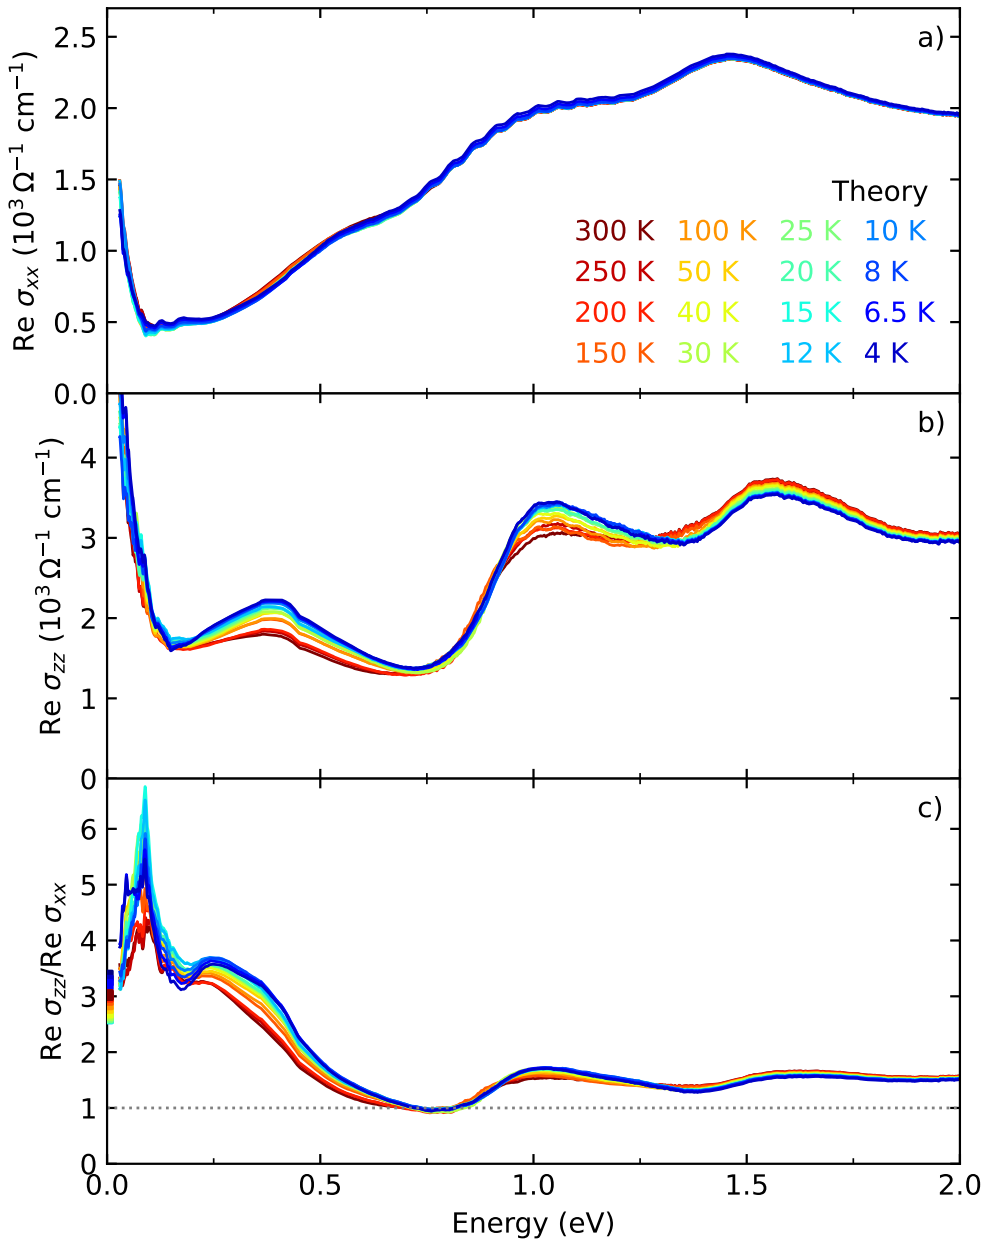 a)
2.5
2.0
1.5
1.0
0.5
0.0
Re σxx (10³ Ω⁻¹ cm⁻¹)
Theory
300 K 100 K 25 K 10 K
250 K 50 K 20 K 8 K
200 K 40 K 15 K 6.5 K
150 K 30 K 12 K 4 K
b)
4
3
2
1
0
Re σzz (10³ Ω⁻¹ cm⁻¹)
c)
6
5
4
3
2
1
0
Re σzz/Re σxx
0.0 0.5 1.0 1.5 2.0
Energy (eV)